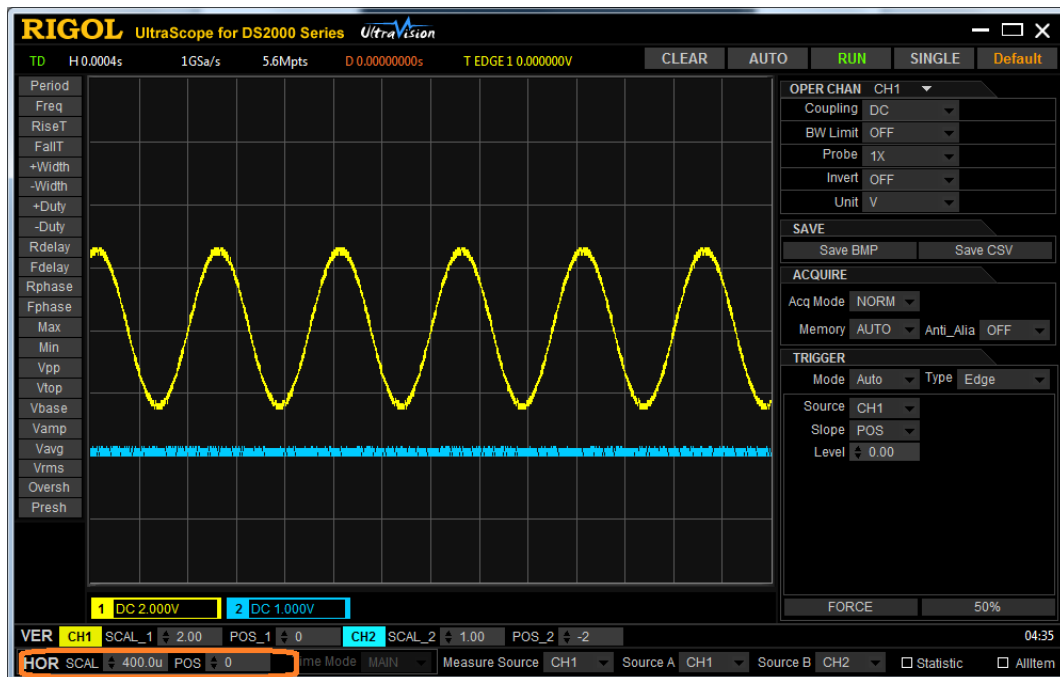 RIGOL UltraScope for DS2000 Series UltraVision
TD H 0.0004s 1GSa/s 5.6Mpts D 0.00000000s T EDGE 1 0.000000V CLEAR AUTO RUN SINGLE Default
Period
Freq
RiseT
FallT
+Width
-Width
+Duty
-Duty
Rdelay
Fdelay
Rphase
Fphase
Max
Min
Vpp
Vtop
Vbase
Vamp
Vavg
Vrms
Oversh
Presh
OPER CHAN CH1
Coupling DC
BW Limit OFF
Probe 1X
Invert OFF
Unit V
SAVE
Save BMP Save CSV
ACQUIRE
Acq Mode NORM
Memory AUTO Anti_Alia OFF
TRIGGER
Mode Auto Type Edge
Source CH1
Slope POS
Level 0.00
FORCE 50%
1 DC 2.000V 2 DC 1.000V
VER CH1 SCAL_1 2.00 POS_1 0 CH2 SCAL_2 1.00 POS_2 -2 04:35
HOR SCAL 400.0u POS 0 Mode MAIN Measure Source CH1 Source A CH1 Source B CH2 Statistic AllItem